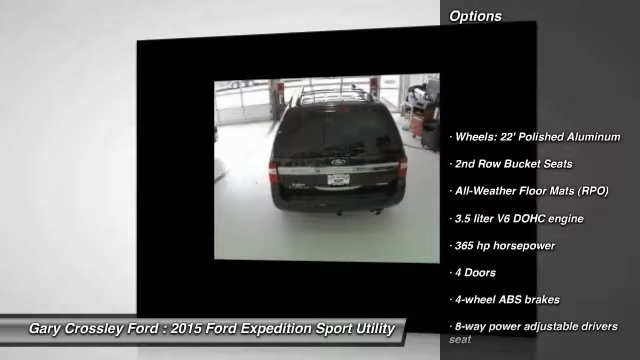 Options
· Wheels: 22' Polished Aluminum
· 2nd Row Bucket Seats
· All-Weather Floor Mats (RPO)
· 3.5 liter V6 DOHC engine
· 365 hp horsepower
· 4 Doors
· 4-wheel ABS brakes
· 8-way power adjustable drivers
seat
Gary Crossley Ford : 2015 Ford Expedition Sport Utility